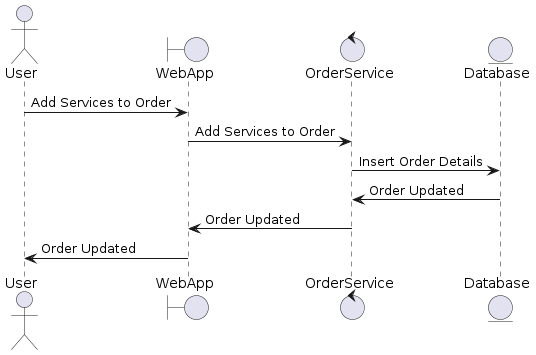 User
WebApp
OrderService
Database
Add Services to Order
Add Services to Order
Insert Order Details
Order Updated
Order Updated
Order Updated
User
WebApp
OrderService
Database